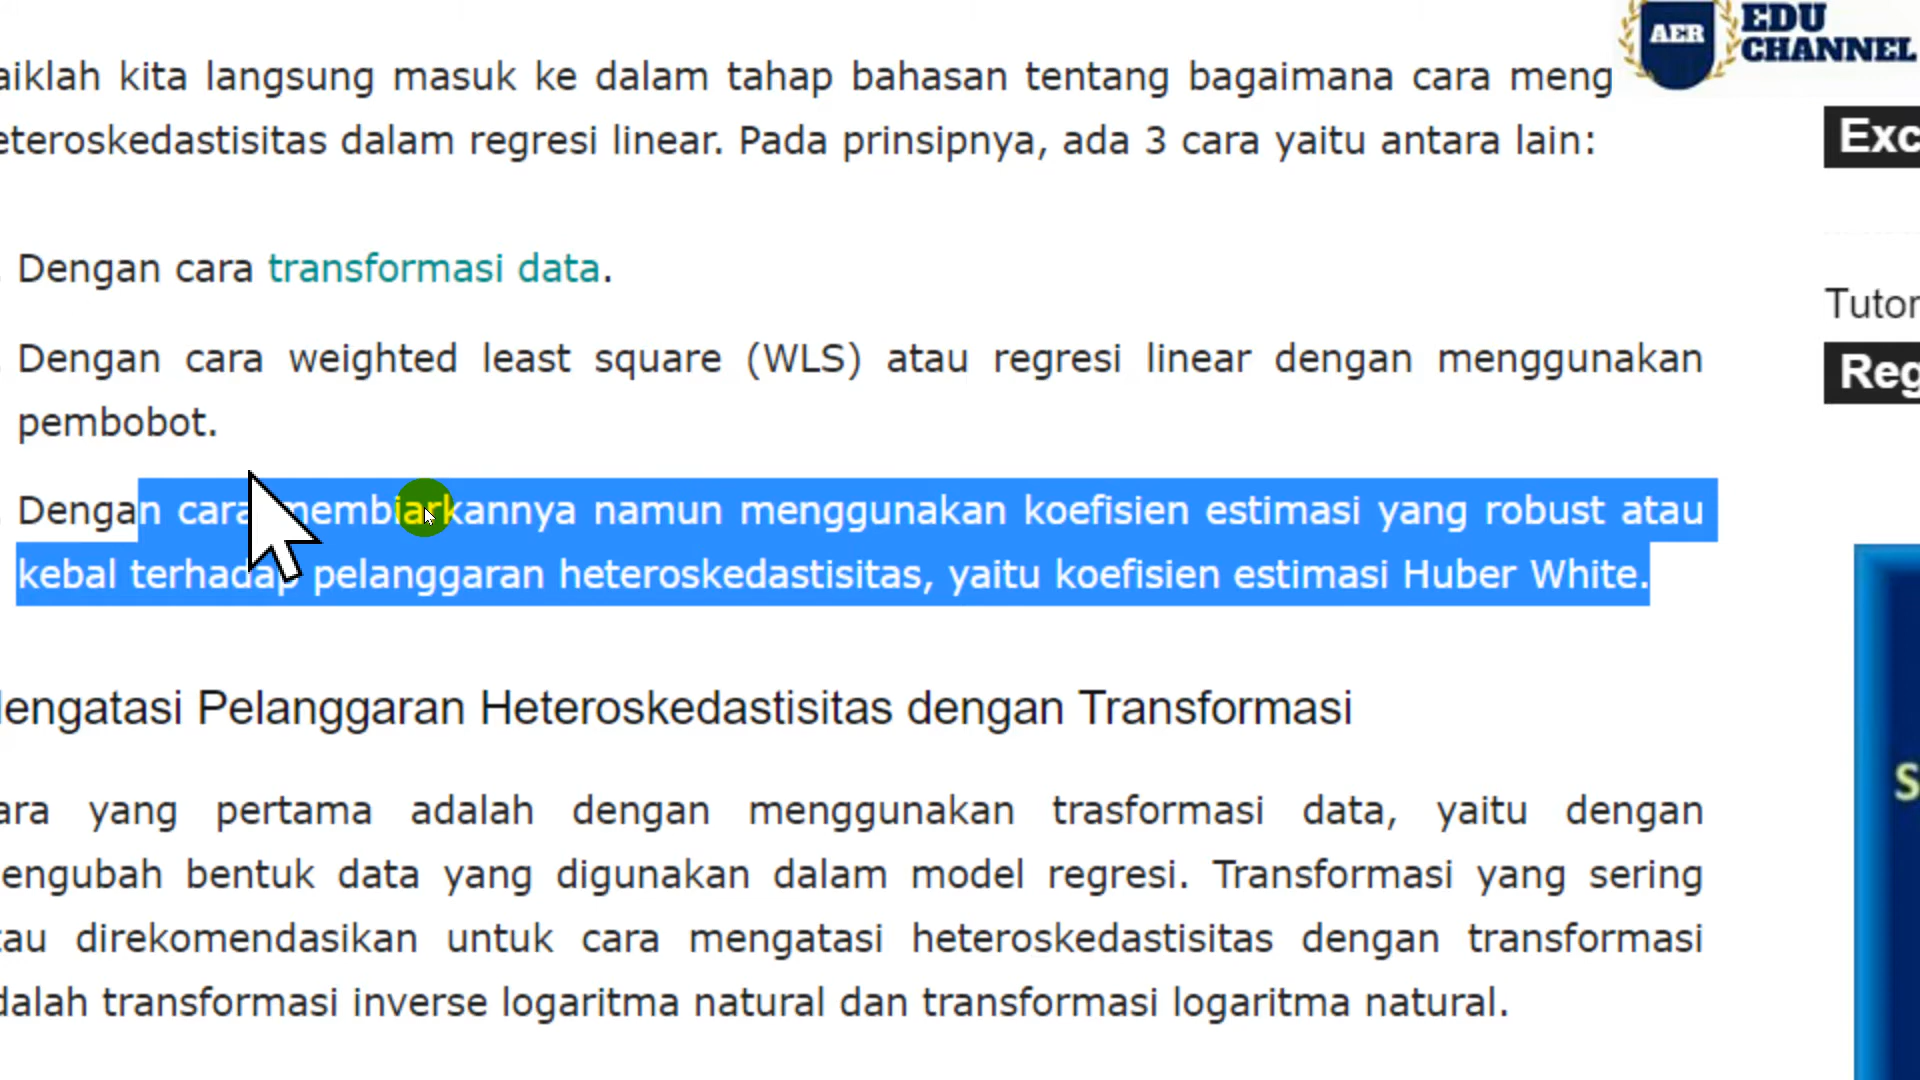 AER EDU CHANNEL
aiklah kita langsung masuk ke dalam tahap bahasan tentang bagaimana cara meng
eteroskedastisitas dalam regresi linear. Pada prinsipnya, ada 3 cara yaitu antara lain:
Exc
Dengan cara transformasi data.
Tutor
Dengan cara weighted least square (WLS) atau regresi linear dengan menggunakan
pembobot.
Reg
Dengan cara membiarkannya namun menggunakan koefisien estimasi yang robust atau
kebal terhadap pelanggaran heteroskedastisitas, yaitu koefisien estimasi Huber White.
engatasi Pelanggaran Heteroskedastisitas dengan Transformasi
S
ara yang pertama adalah dengan menggunakan trasformasi data, yaitu dengan
engubah bentuk data yang digunakan dalam model regresi. Transformasi yang sering
tau direkomendasikan untuk cara mengatasi heteroskedastisitas dengan transformasi
dalah transformasi inverse logaritma natural dan transformasi logaritma natural.